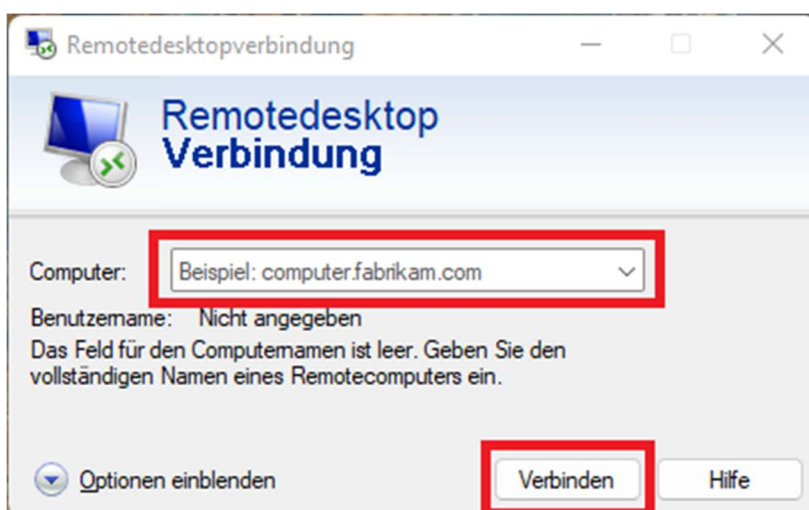 Remotedesktopverbindung
Remotedesktop
Verbindung
Computer: Beispiel: computer.fabrikam.com
Benutzername: Nicht angegeben
Das Feld für den Computernamen ist leer. Geben Sie den
vollständigen Namen eines Remotecomputers ein.
Optionen einblenden Verbinden Hilfe